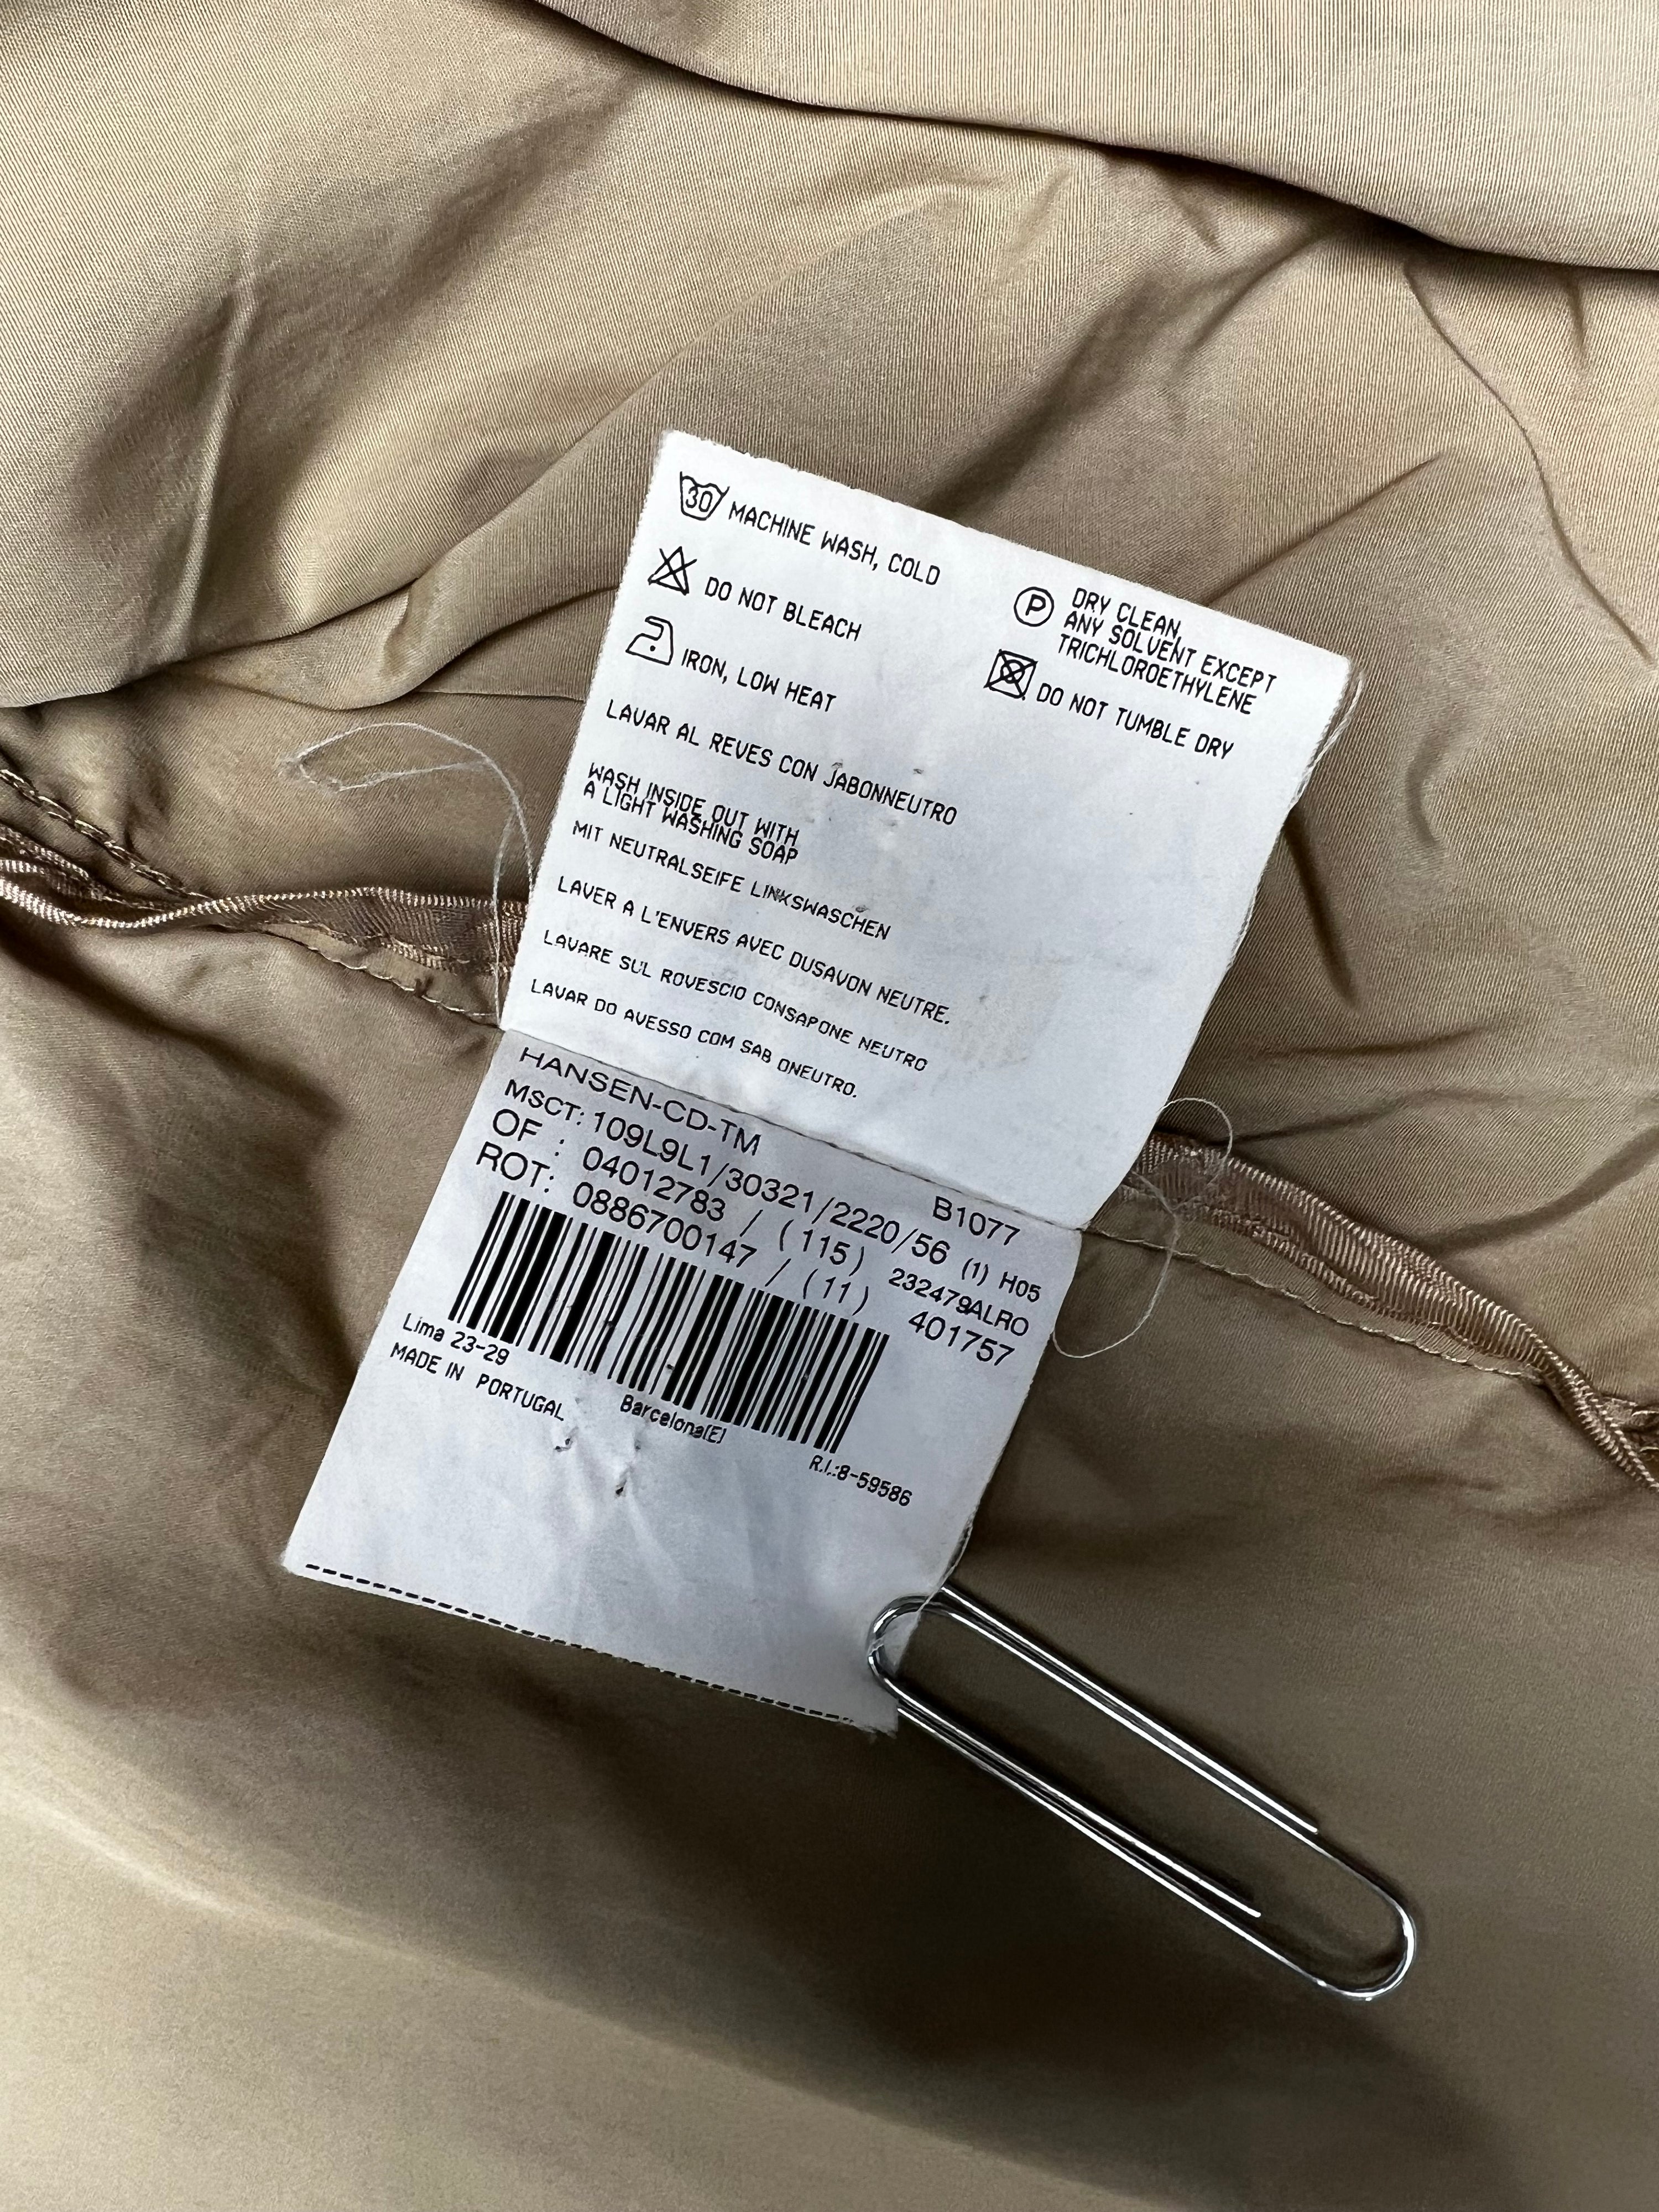 30 MACHINE WASH, COLD
DO NOT BLEACH
IRON, LOW HEAT
P DRY CLEAN,
ANY SOLVENT EXCEPT
TRICHLOROETHYLENE
DO NOT TUMBLE DRY
LAVAR AL REVES CON JABONNEUTRO
WASH INSIDE OUT WITH
A LIGHT WASHING SOAP
MIT NEUTRALSEIFE LINKSWASCHEN
LAVER A L'ENVERS AVEC DUSAVON NEUTRE.
LAVARE SUL ROVESCIO CONSAPONE NEUTRO
LAVAR DO AVESSO COM SAB ONEUTRO.
HANSEN-CD-TM B1077
MSCT: 109L9L1/30321/2220/56 (1) H05
OF : 04012783 / (115) 232479ALRO
ROT: 0886700147 / (11) 401757
Lima 23-29 Barcelona(E) R.I.:8-59586
MADE IN PORTUGAL